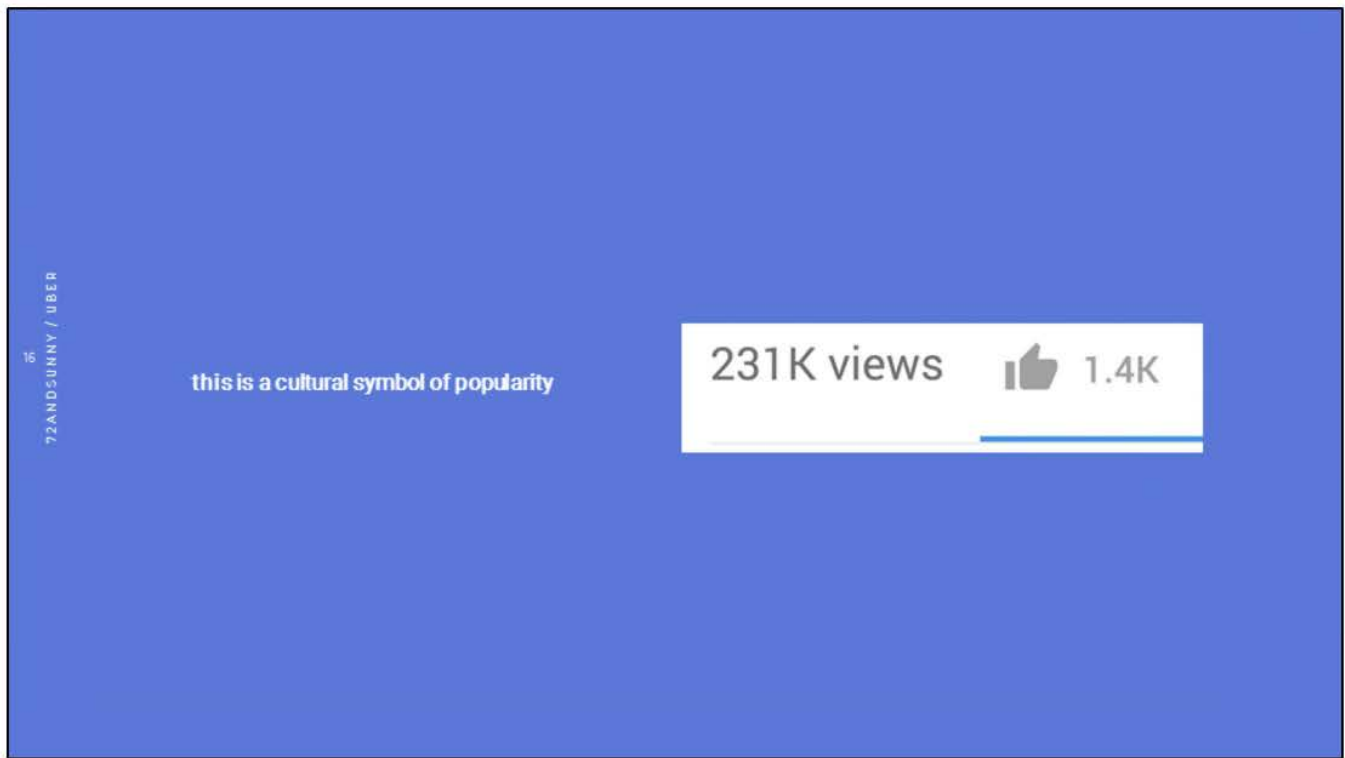 16
72ANDSUNNY / UBER
this is a cultural symbol of popularity
231K views 1.4K